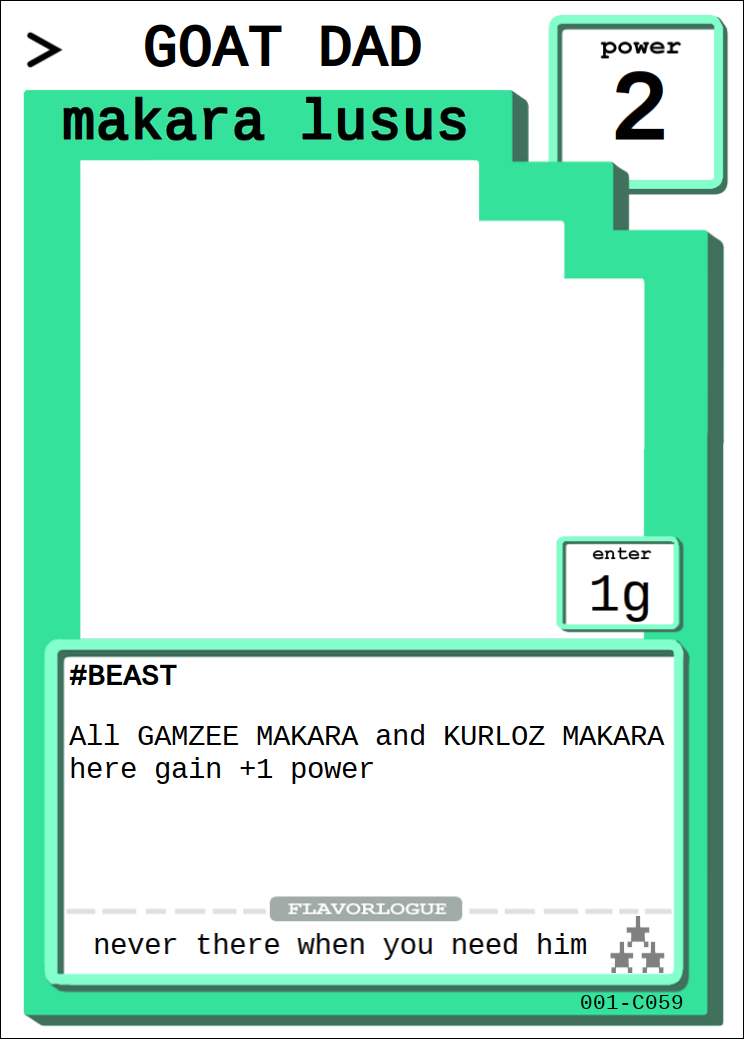 > GOAT DAD
power
2
makara lusus
enter
1g
#BEAST
All GAMZEE MAKARA and KURLOZ MAKARA
here gain +1 power
FLAVORLOGUE
never there when you need him
001-C059